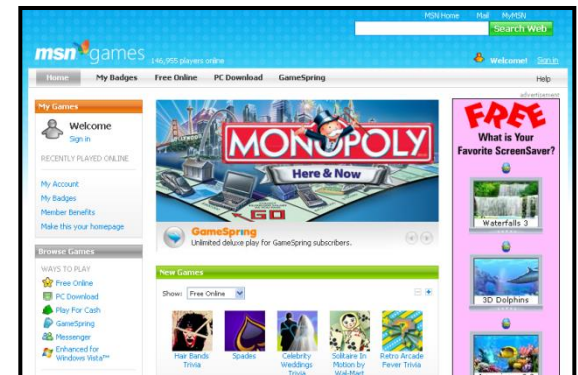 MSN Home Mail MyMSN
Search Web
msn games
146,955 players online
Welcome! Sign in
Home My Badges Free Online PC Download GameSpring
Help
advertisement
My Games
Welcome
Sign in
RECENTLY PLAYED ONLINE
My Account
My Badges
Member Benefits
Make this your homepage
Browse Games
WAYS TO PLAY
Free Online
PC Download
Play For Cash
GameSpring
Messenger
Enhanced for
Windows Vista™
MONOPOLY
Here & Now
GO
GameSpring
Unlimited deluxe play for GameSpring subscribers.
New Games
Show: Free Online
Hair Bands
Trivia
Spades
Celebrity
Weddings
Trivia
Solitaire In
Motion by
Wal-Mart
Retro Arcade
Fever Trivia
FREE
What is Your
Favorite ScreenSaver?
Waterfalls 3
3D Dolphins